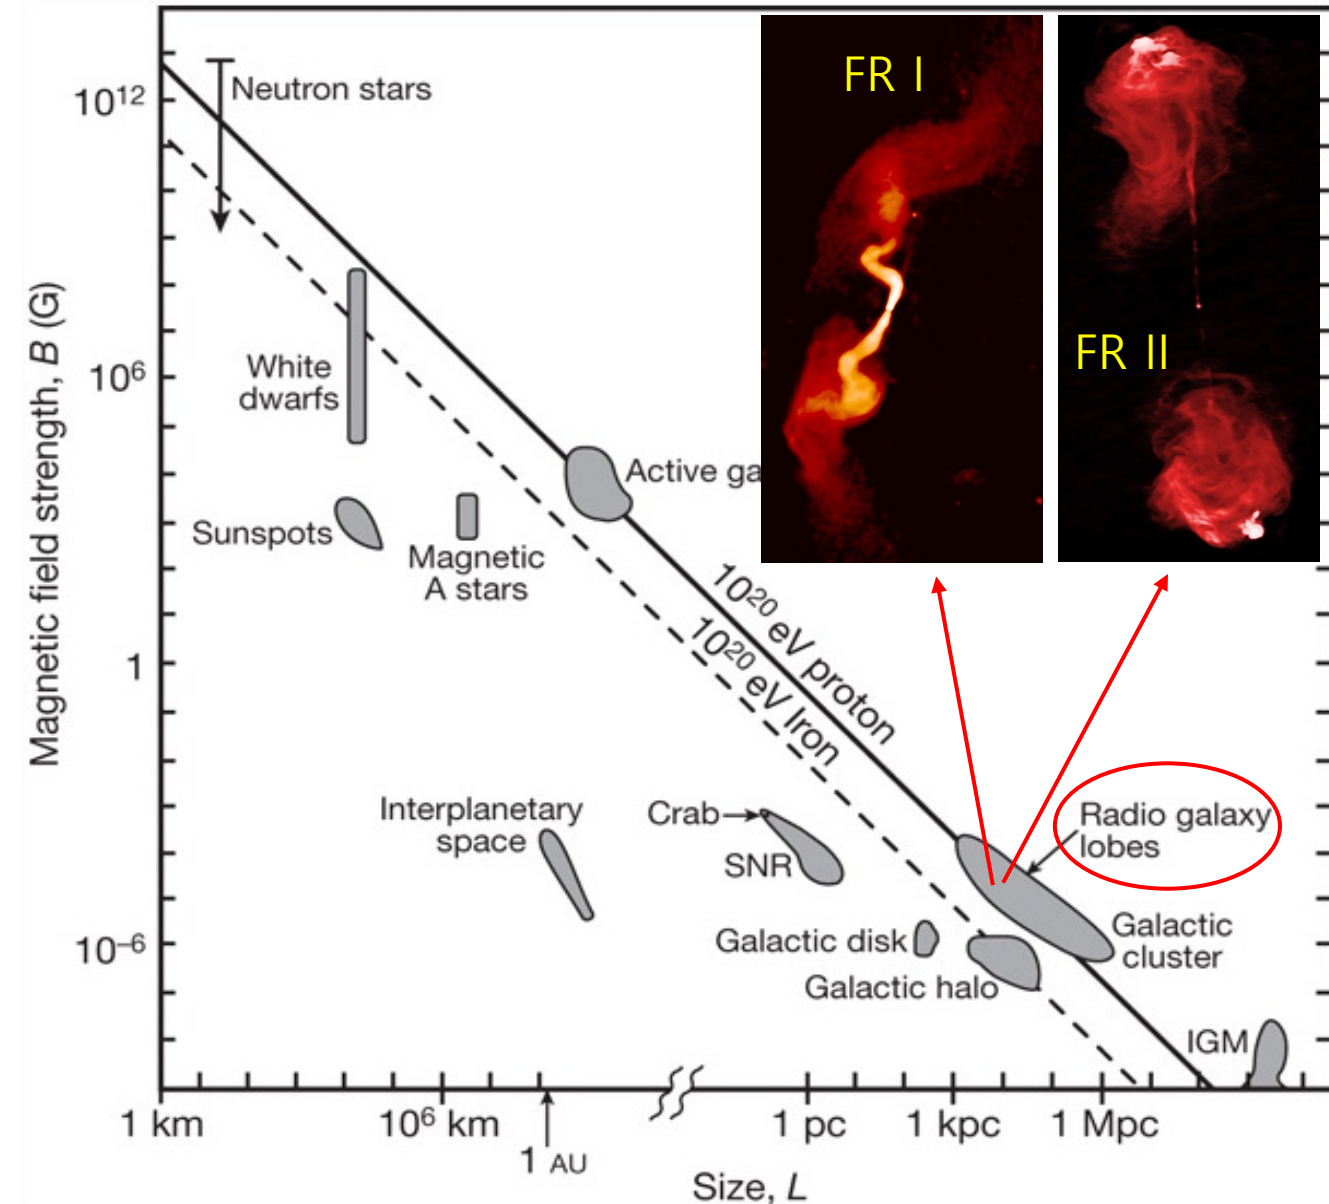 FR I
FR II
Magnetic field strength, B (G)
10¹²
10⁶
1
10⁻⁶
Neutron stars
White
dwarfs
Sunspots
Magnetic
A stars
Active ga
10²⁰ eV proton
10²⁰ eV Iron
Interplanetary
space
Crab
SNR
Radio galaxy
lobes
Galactic disk
Galactic
cluster
Galactic halo
IGM
1 km
10⁶ km
1 AU
1 pc
1 kpc
1 Mpc
Size, L